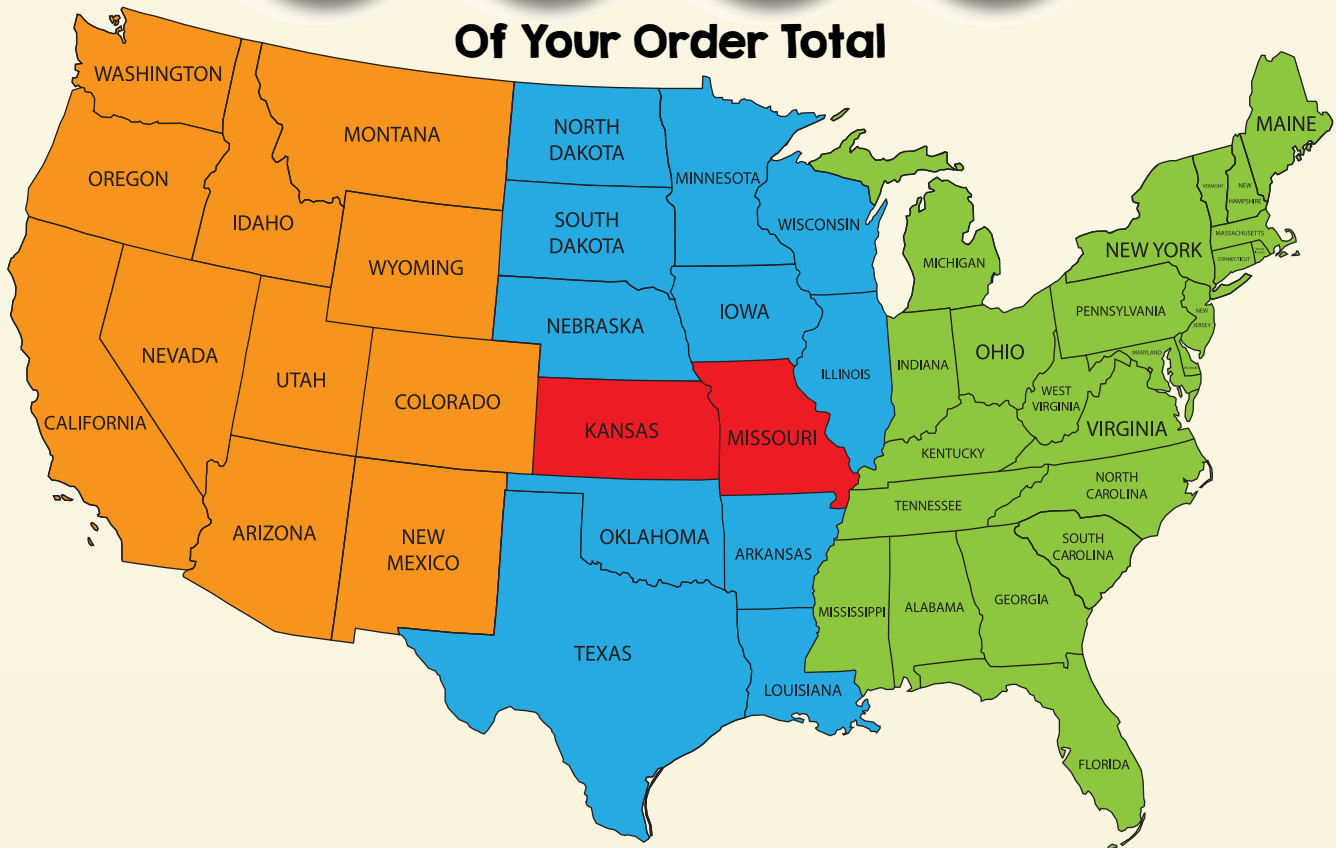 Of Your Order Total
WASHINGTON
OREGON
IDAHO
MONTANA
WYOMING
CALIFORNIA
NEVADA
UTAH
COLORADO
ARIZONA
NEW
MEXICO
NORTH
DAKOTA
SOUTH
DAKOTA
NEBRASKA
KANSAS
OKLAHOMA
TEXAS
MINNESOTA
IOWA
MISSOURI
ARKANSAS
LOUISIANA
WISCONSIN
ILLINOIS
MICHIGAN
INDIANA
OHIO
KENTUCKY
TENNESSEE
MISSISSIPPI
ALABAMA
GEORGIA
FLORIDA
SOUTH
CAROLINA
NORTH
CAROLINA
VIRGINIA
WEST
VIRGINIA
MARYLAND
PENNSYLVANIA
NEW
JERSEY
NEW YORK
CONNECTICUT
MASSACHUSETTS
VERMONT
NEW
HAMPSHIRE
MAINE